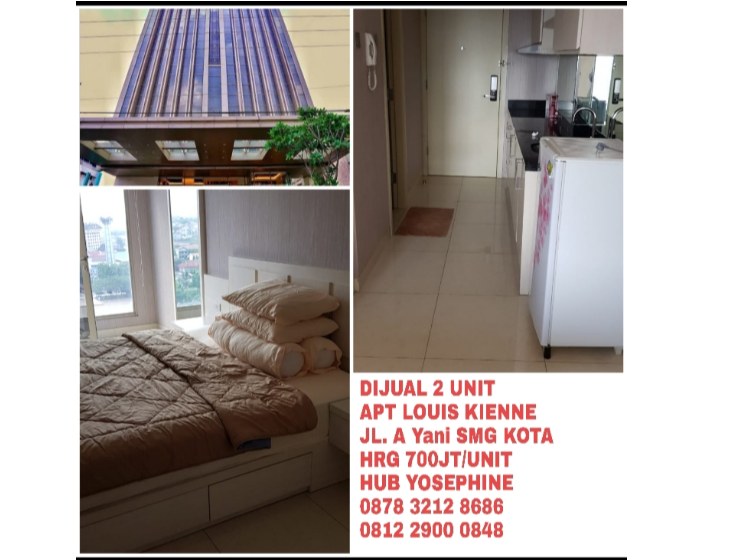 DIJUAL 2 UNIT
APT LOUIS KIENNE
JL. A Yani SMG KOTA
HRG 700JT/UNIT
HUB YOSEPHINE
0878 3212 8686
0812 2900 0848